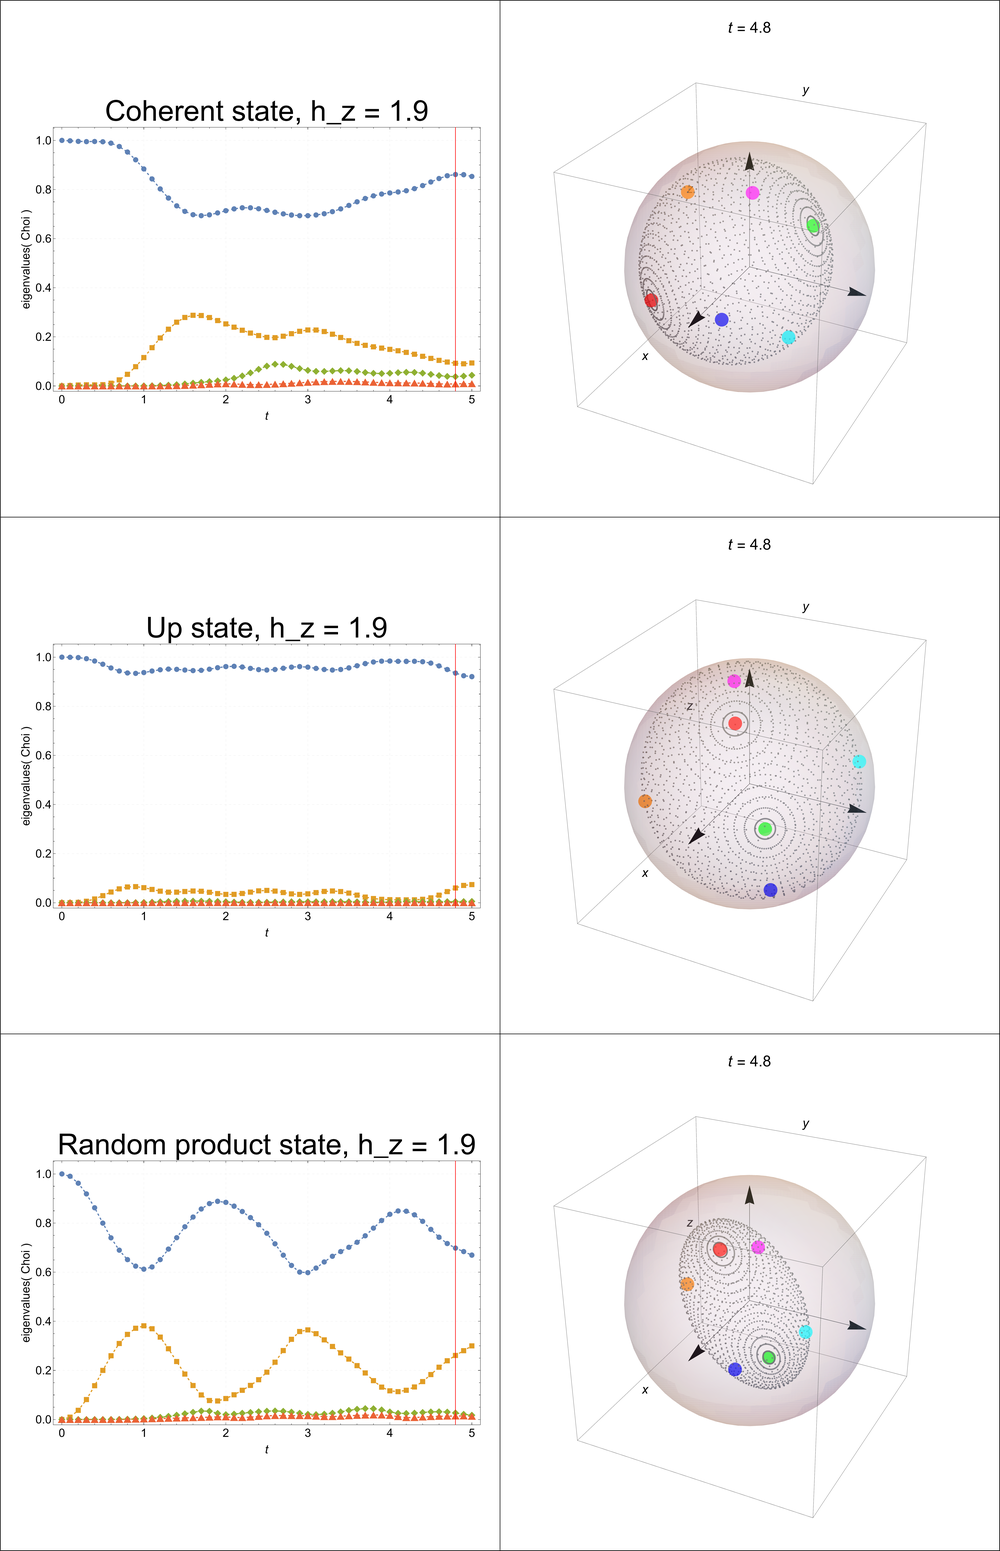 t = 4.8
Coherent state, h_z = 1.9
eigenvalues( Choi )
1.0
0.8
0.6
0.4
0.2
0.0
0 1 2 3 4 5
t
y
z
x
t = 4.8
Up state, h_z = 1.9
eigenvalues( Choi )
1.0
0.8
0.6
0.4
0.2
0.0
0 1 2 3 4 5
t
y
z
x
t = 4.8
Random product state, h_z = 1.9
eigenvalues( Choi )
1.0
0.8
0.6
0.4
0.2
0.0
0 1 2 3 4 5
t
y
z
x